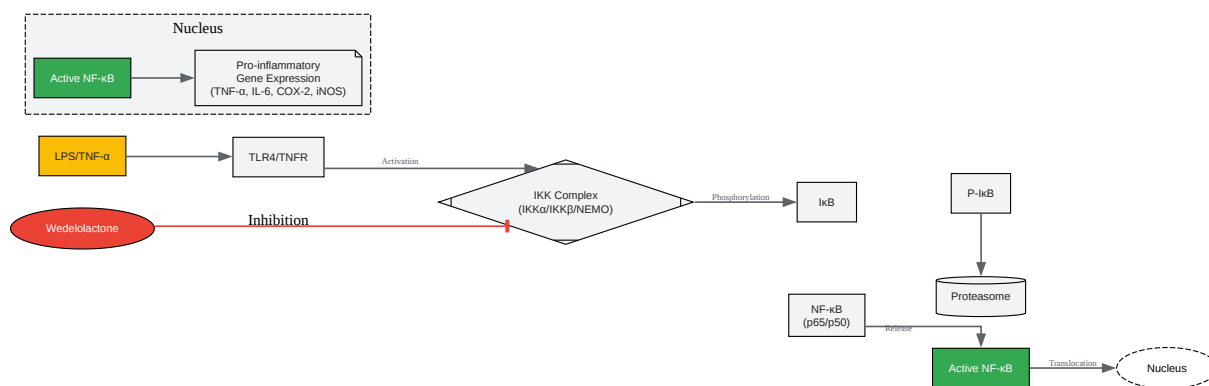 Nucleus
Active NF-κB
Pro-inflammatory
Gene Expression
(TNF-α, IL-6, COX-2, iNOS)
LPS/TNF-α
TLR4/TNFR
Activation
IKK Complex
(IKKα/IKKβ/NEMO)
Phosphorylation
IκB
P-IκB
Wedelolactone
Inhibition
Proteasome
NF-κB
(p65/p50)
Release
Active NF-κB
Translocation
Nucleus